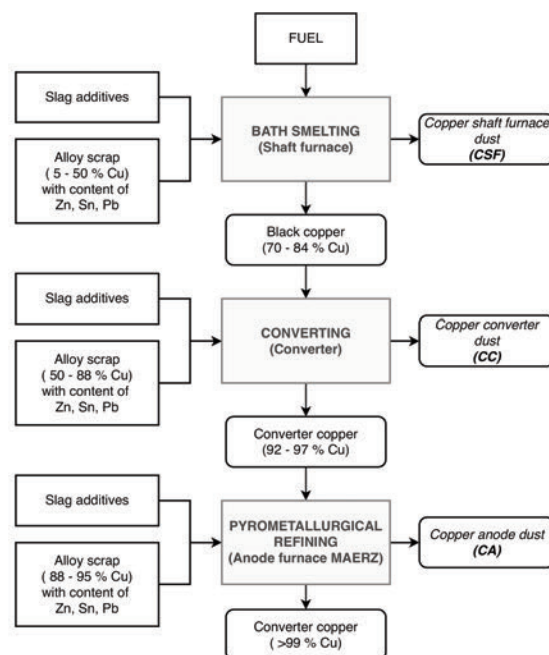 FUEL
Slag additives
Alloy scrap
( 5 - 50 % Cu)
with content of
Zn, Sn, Pb
BATH SMELTING
(Shaft furnace)
Copper shaft furnace
dust
(CSF)
Black copper
(70 - 84 % Cu)
Slag additives
Alloy scrap
( 50 - 88 % Cu)
with content of
Zn, Sn, Pb
CONVERTING
(Converter)
Copper converter
dust
(CC)
Converter copper
(92 - 97 % Cu)
Slag additives
Alloy scrap
( 88 - 95 % Cu)
with content of
Zn, Sn, Pb
PYROMETALLURGICAL
REFINING
(Anode furnace MAERZ)
Copper anode dust
(CA)
Converter copper
( >99 % Cu)